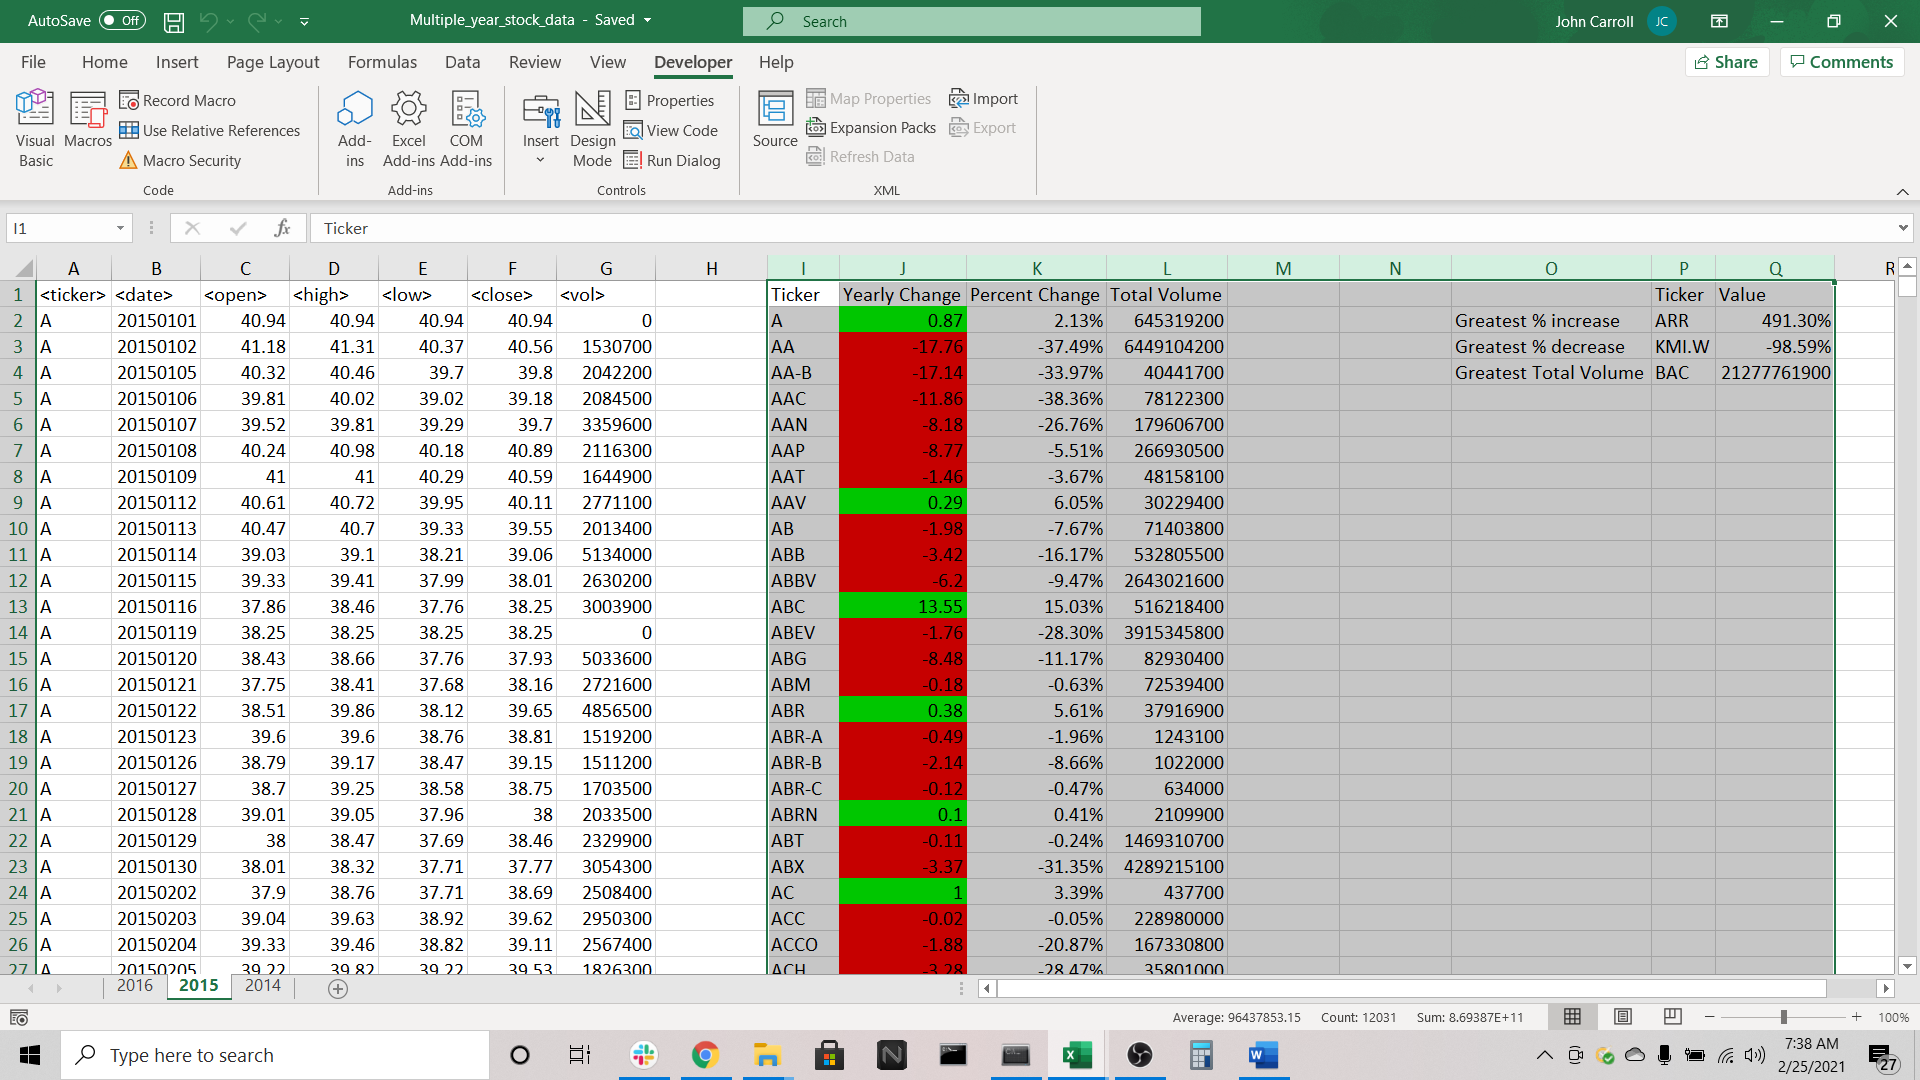 AutoSave Off Multiple_year_stock_data - Saved Search John Carroll JC
File Home Insert Page Layout Formulas Data Review View Developer Help Share Comments
Visual Basic Macros Record Macro Use Relative References Macro Security Code
Add-ins Excel Add-ins COM Add-ins Add-ins
Insert Design Mode Properties View Code Run Dialog Controls
Source Map Properties Expansion Packs Refresh Data Import Export XML
I1 fx Ticker
A B C D E F G H I J K L M N O P Q R
1 <ticker> <date> <open> <high> <low> <close> <vol> Ticker Yearly Change Percent Change Total Volume Ticker Value
2 A 20150101 40.94 40.94 40.94 40.94 0 A 0.87 2.13% 645319200 Greatest % increase ARR 491.30%
3 A 20150102 41.18 41.31 40.37 40.56 1530700 AA -17.76 -37.49% 6449104200 Greatest % decrease KMI.W -98.59%
4 A 20150105 40.32 40.46 39.7 39.8 2042200 AA-B -17.14 -33.97% 40441700 Greatest Total Volume BAC 21277761900
5 A 20150106 39.81 40.02 39.02 39.18 2084500 AAC -11.86 -38.36% 78122300
6 A 20150107 39.52 39.81 39.29 39.7 3359600 AAN -8.18 -26.76% 179606700
7 A 20150108 40.24 40.98 40.18 40.89 2116300 AAP -8.77 -5.51% 266930500
8 A 20150109 41 41 40.29 40.59 1644900 AAT -1.46 -3.67% 48158100
9 A 20150112 40.61 40.72 39.95 40.11 2771100 AAV 0.29 6.05% 30229400
10 A 20150113 40.47 40.7 39.33 39.55 2013400 AB -1.98 -7.67% 71403800
11 A 20150114 39.03 39.1 38.21 39.06 5134000 ABB -3.42 -16.17% 532805500
12 A 20150115 39.33 39.41 37.99 38.01 2630200 ABBV -6.2 -9.47% 2643021600
13 A 20150116 37.86 38.46 37.76 38.25 3003900 ABC 13.55 15.03% 516218400
14 A 20150119 38.25 38.25 38.25 38.25 0 ABEV -1.76 -28.30% 3915345800
15 A 20150120 38.43 38.66 37.76 37.93 5033600 ABG -8.48 -11.17% 82930400
16 A 20150121 37.75 38.41 37.68 38.16 2721600 ABM -0.18 -0.63% 72539400
17 A 20150122 38.51 39.86 38.12 39.65 4856500 ABR 0.38 5.61% 37916900
18 A 20150123 39.6 39.6 38.76 38.81 1519200 ABR-A -0.49 -1.96% 1243100
19 A 20150126 38.79 39.17 38.47 39.15 1511200 ABR-B -2.14 -8.66% 1022000
20 A 20150127 38.7 39.25 38.58 38.75 1703500 ABR-C -0.12 -0.47% 634000
21 A 20150128 39.01 39.05 37.96 38 2033500 ABRN 0.1 0.41% 2109900
22 A 20150129 38 38.47 37.69 38.46 2329900 ABT -0.11 -0.24% 1469310700
23 A 20150130 38.01 38.32 37.71 37.77 3054300 ABX -3.37 -31.35% 4289215100
24 A 20150202 37.9 38.76 37.71 38.69 2508400 AC 1 3.39% 437700
25 A 20150203 39.04 39.63 38.92 39.62 2950300 ACC -0.02 -0.05% 228980000
26 A 20150204 39.33 39.46 38.82 39.11 2567400 ACCO -1.88 -20.87% 167330800
27 A 20150205 39.22 39.82 39.22 39.53 1826300 ACH -3.28 -28.47% 35801000
2016 2015 2014
Average: 96437853.15 Count: 12031 Sum: 8.69387E+11 100%
Type here to search 7:38 AM
2/25/2021 27